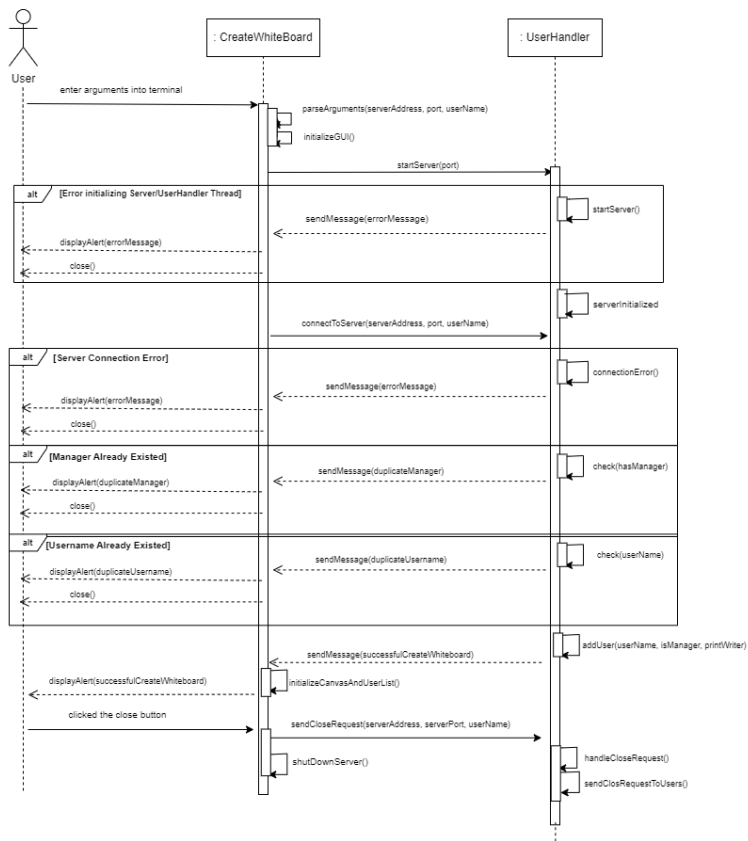 : CreateWhiteBoard
: UserHandler
User
enter arguments into terminal
parseArguments(serverAddress, port, userName)
initializeGUI()
startServer(port)
alt
[Error initializing Server/UserHandler Thread]
startServer()
sendMessage(errorMessage)
displayAlert(errorMessage)
close()
serverInitialized
connectToServer(serverAddress, port, userName)
alt
[Server Connection Error]
connectionError()
sendMessage(errorMessage)
displayAlert(errorMessage)
close()
alt
[Manager Already Existed]
check(hasManager)
sendMessage(duplicateManager)
displayAlert(duplicateManager)
close()
alt
[Username Already Existed]
check(userName)
sendMessage(duplicateUsername)
displayAlert(duplicateUsername)
close()
addUser(userName, isManager, printWriter)
sendMessage(successfulCreateWhiteboard)
displayAlert(successfulCreateWhiteboard)
initializeCanvasAndUserList()
clicked the close button
sendCloseRequest(serverAddress, serverPort, userName)
handleCloseRequest()
shutDownServer()
sendClosRequestToUsers()